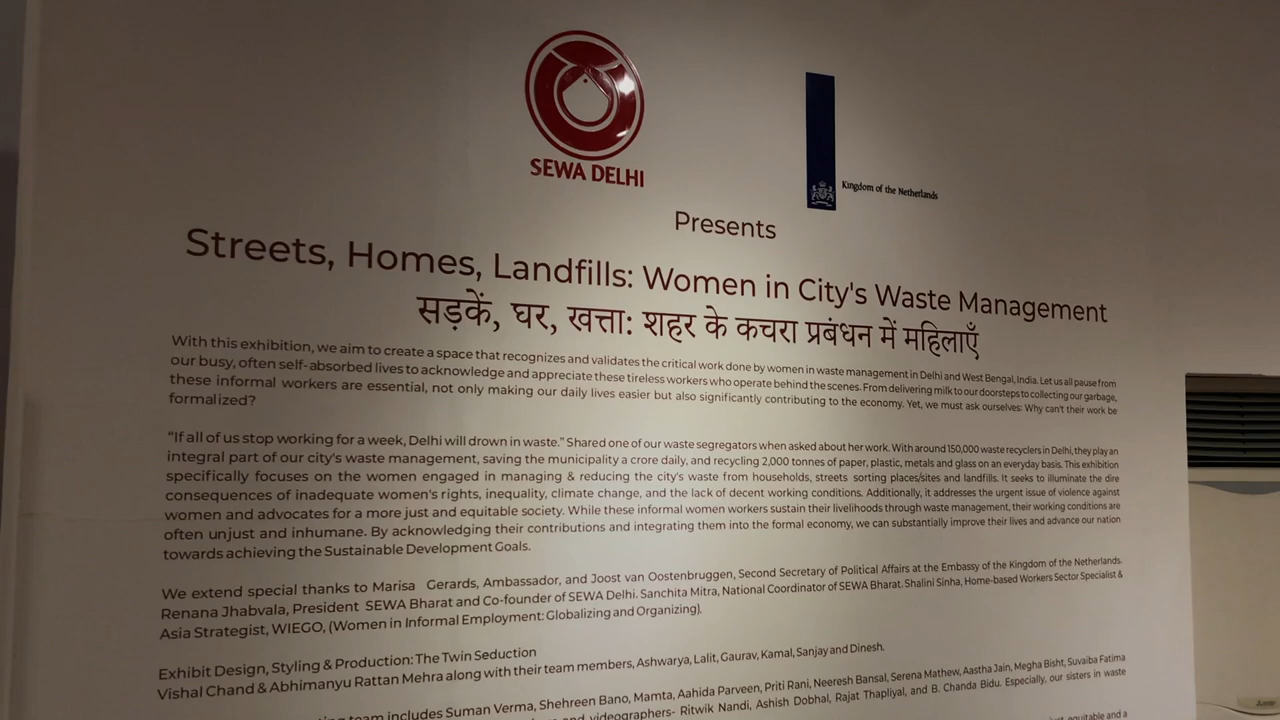 SEWA DELHI
Kingdom of the Netherlands
Presents
Streets, Homes, Landfills: Women in City's Waste Management
सड़कें, घर, खत्ता: शहर के कचरा प्रबंधन में महिलाएँ
With this exhibition, we aim to create a space that recognizes and validates the critical work done by women in waste management in Delhi and West Bengal, India. Let us all pause from
our busy, often self-absorbed lives to acknowledge and appreciate these tireless workers who operate behind the scenes. From delivering milk to our doorsteps to collecting our garbage,
these informal workers are essential, not only making our daily lives easier but also significantly contributing to the economy. Yet, we must ask ourselves: Why can't their work be
formalized?
“If all of us stop working for a week, Delhi will drown in waste.” Shared one of our waste segregators when asked about her work. With around 150,000 waste recyclers in Delhi, they play an
integral part of our city's waste management, saving the municipality a crore daily, and recycling 2,000 tonnes of paper, plastic, metals and glass on an everyday basis. This exhibition
specifically focuses on the women engaged in managing & reducing the city's waste from households, streets sorting places/sites and landfills. It seeks to illuminate the dire
consequences of inadequate women's rights, inequality, climate change, and the lack of decent working conditions. Additionally, it addresses the urgent issue of violence against
women and advocates for a more just and equitable society. While these informal women workers sustain their livelihoods through waste management, their working conditions are
often unjust and inhumane. By acknowledging their contributions and integrating them into the formal economy, we can substantially improve their lives and advance our nation
towards achieving the Sustainable Development Goals.
We extend special thanks to Marisa Gerards, Ambassador, and Joost van Oostenbruggen, Second Secretary of Political Affairs at the Embassy of the Kingdom of the Netherlands.
Renana Jhabvala, President SEWA Bharat and Co-founder of SEWA Delhi. Sanchita Mitra, National Coordinator of SEWA Bharat. Shalini Sinha, Home-based Workers Sector Specialist &
Asia Strategist, WIEGO, (Women in Informal Employment: Globalizing and Organizing).
Exhibit Design, Styling & Production: The Twin Seduction
Vishal Chand & Abhimanyu Rattan Mehra along with their team members, Ashwarya, Lalit, Gaurav, Kamal, Sanjay and Dinesh.
team includes Suman Verma, Shehreen Bano, Mamta, Aahida Parveen, Priti Rani, Neeresh Bansal, Serena Mathew, Aastha Jain, Megha Bisht, Suvaiba Fatima
and videographers- Ritwik Nandi, Ashish Dobhal, Rajat Thapliyal, and B. Chanda Bidu. Especially, our sisters in waste
equitable and a